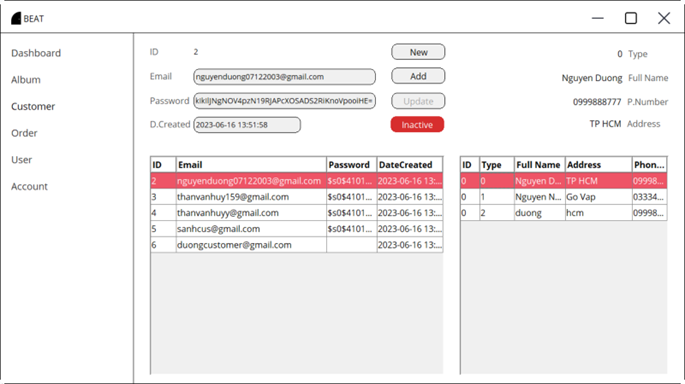 BEAT
Dashboard
Album
Customer
Order
User
Account
ID 2 New
Email nguyenduong07122003@gmail.com Add
Password Update
D.Created 2023-06-16 13:51:58 Inactive
0 Type
Nguyen Duong Full Name
0999888777 P.Number
TP HCM Address
ID Email Password DateCreated
2 nguyenduong07122003@gmail.com $s0$4101... 2023-06-16 13:...
3 thanvanhuy159@gmail.com $s0$4101... 2023-06-16 13:...
4 thanvanhuyy@gmail.com $s0$4101... 2023-06-16 13:...
5 sanhcus@gmail.com $s0$4101... 2023-06-16 13:...
6 duongcustomer@gmail.com 2023-06-16 13:...
ID Type Full Name Address Phon...
0 0 Nguyen D... TP HCM 09998...
0 1 Nguyen N... Go Vap 03334...
0 2 duong hcm 09998...